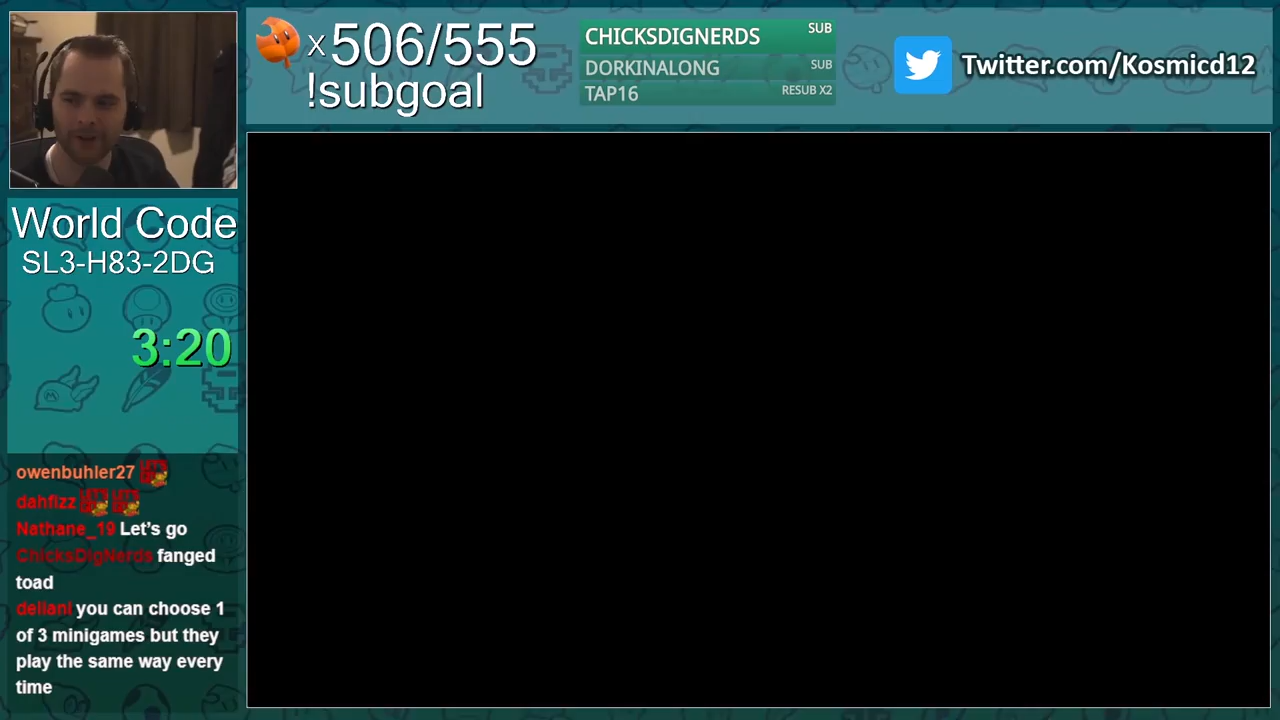 x506/555
!subgoal
CHICKSDIGNERDS SUB
DORKINALONG SUB
TAP16 RESUB X2
Twitter.com/Kosmicd12
World Code
SL3-H83-2DG
3:20
owenbuhler27
dahfizz
Nathane_19 Let's go
ChicksDigNerds fanged
toad
deliani you can choose 1
of 3 minigames but they
play the same way every
time